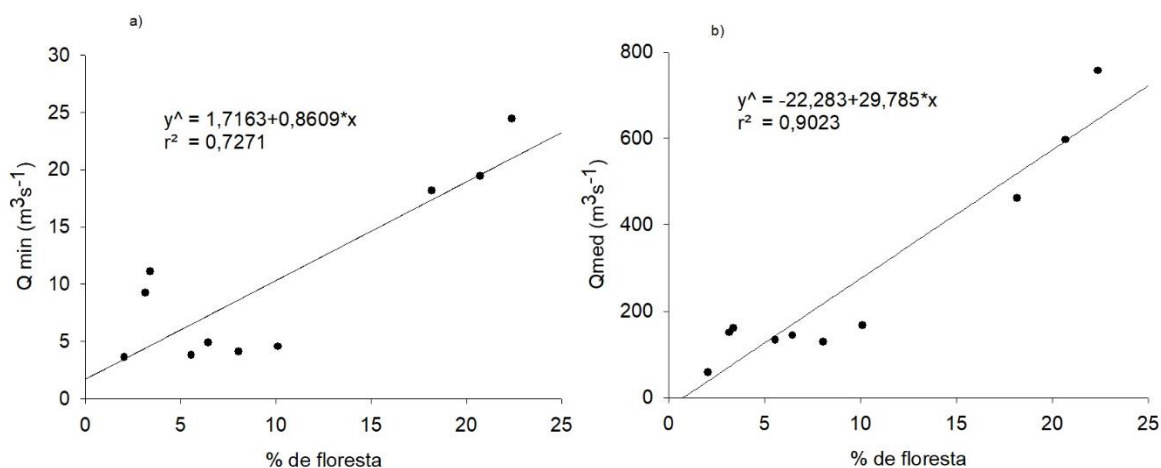 a)
Q min (m³s⁻¹)
30
25
20
15
10
5
0
y^ = 1,7163+0,8609*x
r² = 0,7271
0 5 10 15 20 25
% de floresta
b)
Qmed (m³s⁻¹)
800
600
400
200
0
y^ = -22,283+29,785*x
r² = 0,9023
0 5 10 15 20 25
% de floresta